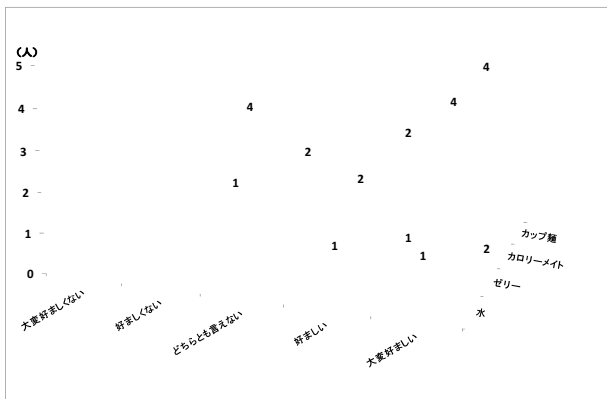 (人)
5
4
3
2
1
0
4
4
4
2
2
2
1
1
1
1
2
カップ麺
カロリーメイト
ゼリー
水
大変好ましくない
好ましくない
どちらとも言えない
好ましい
大変好ましい